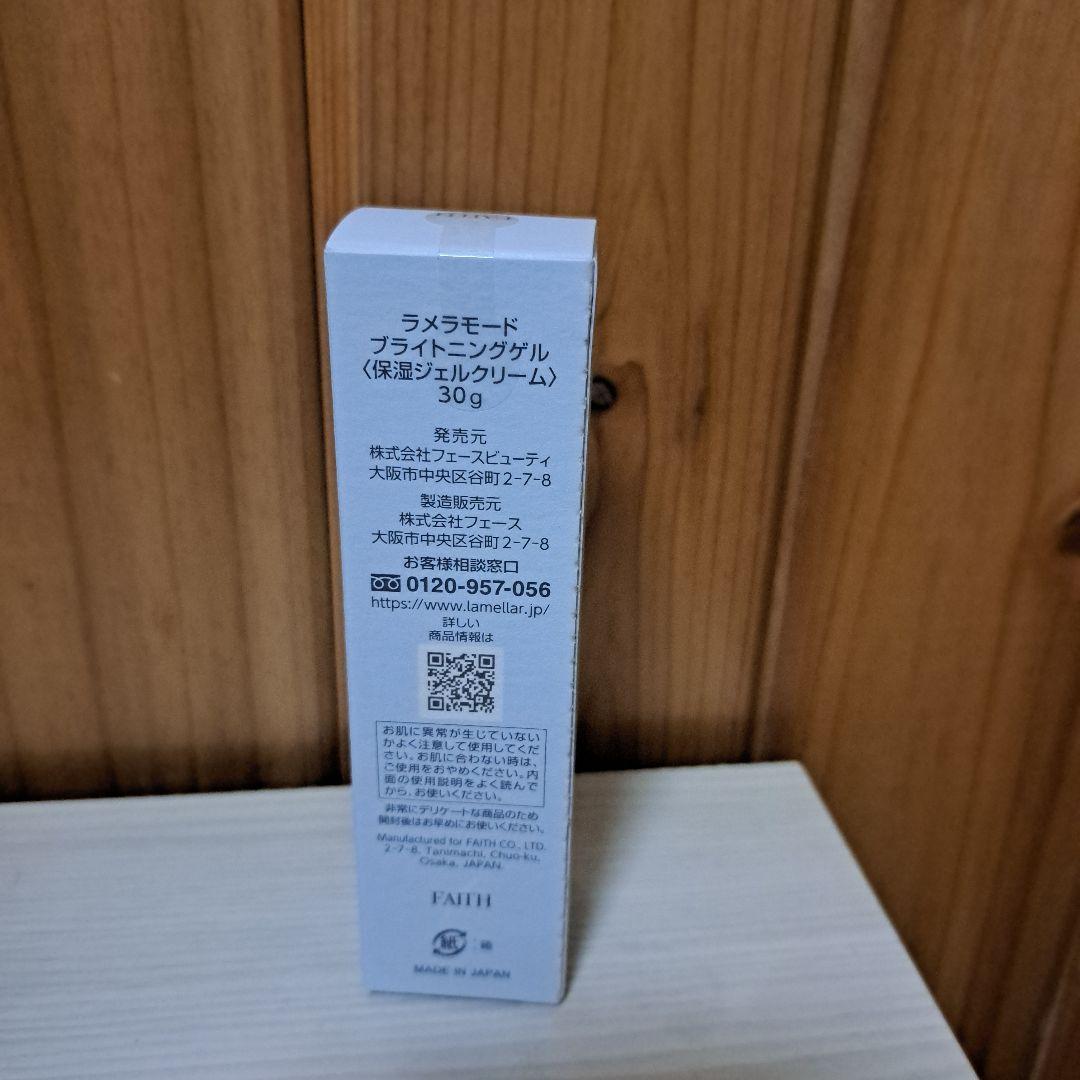 ラメラモード
ブライトニングゲル
〈保湿ジェルクリーム〉
30g
発売元
株式会社フェースビューティ
大阪市中央区谷町2-7-8
製造販売元
株式会社フェース
大阪市中央区谷町2-7-8
お客様相談窓口
0120-957-056
https://www.lamellar.jp/
詳しい
商品情報は
お肌に異常が生じていない
かよく注意して使用してくだ
さい。お肌に合わない時は、
ご使用をおやめください。内
面の使用説明をよく読んで
から、お使いください。
非常にデリケートな商品のため
開封後はお早めにお使いください。
Manufactured for FAITH CO., LTD.
2-7-8, Tanimachi, Chuo-ku,
Osaka, JAPAN.
FAITH
紙
MADE IN JAPAN